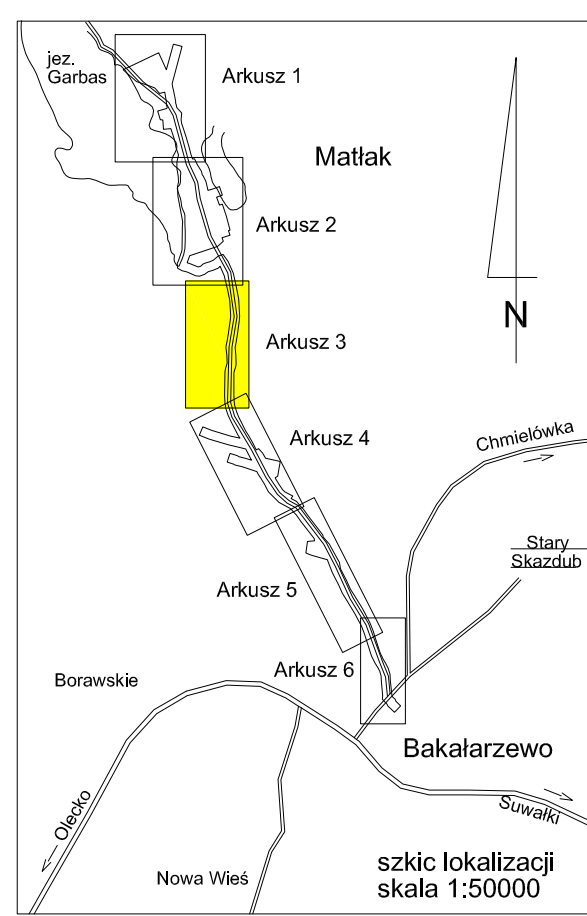 jez.
Garbas
Arkusz 1
Matłak
Arkusz 2
N
Arkusz 3
Arkusz 4
Chmielówka
Stary
Skazdub
Arkusz 5
Arkusz 6
Borawskie
Bakałarzewo
Olecko
Suwałki
Nowa Wieś
szkic lokalizacji
skala 1:50000